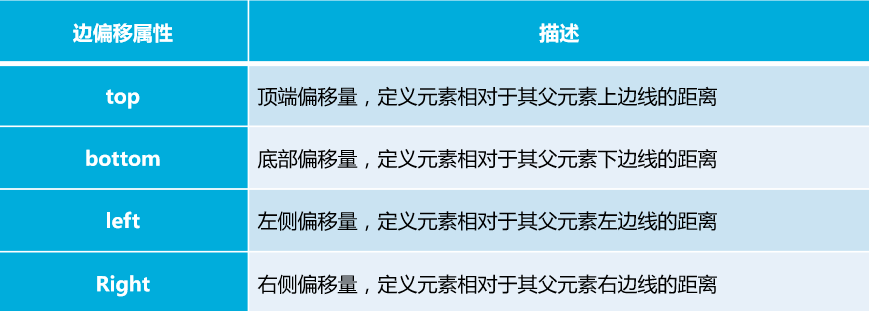 边偏移属性 描述
top 顶端偏移量，定义元素相对于其父元素上边线的距离
bottom 底部偏移量，定义元素相对于其父元素下边线的距离
left 左侧偏移量，定义元素相对于其父元素左边线的距离
Right 右侧偏移量，定义元素相对于其父元素右边线的距离